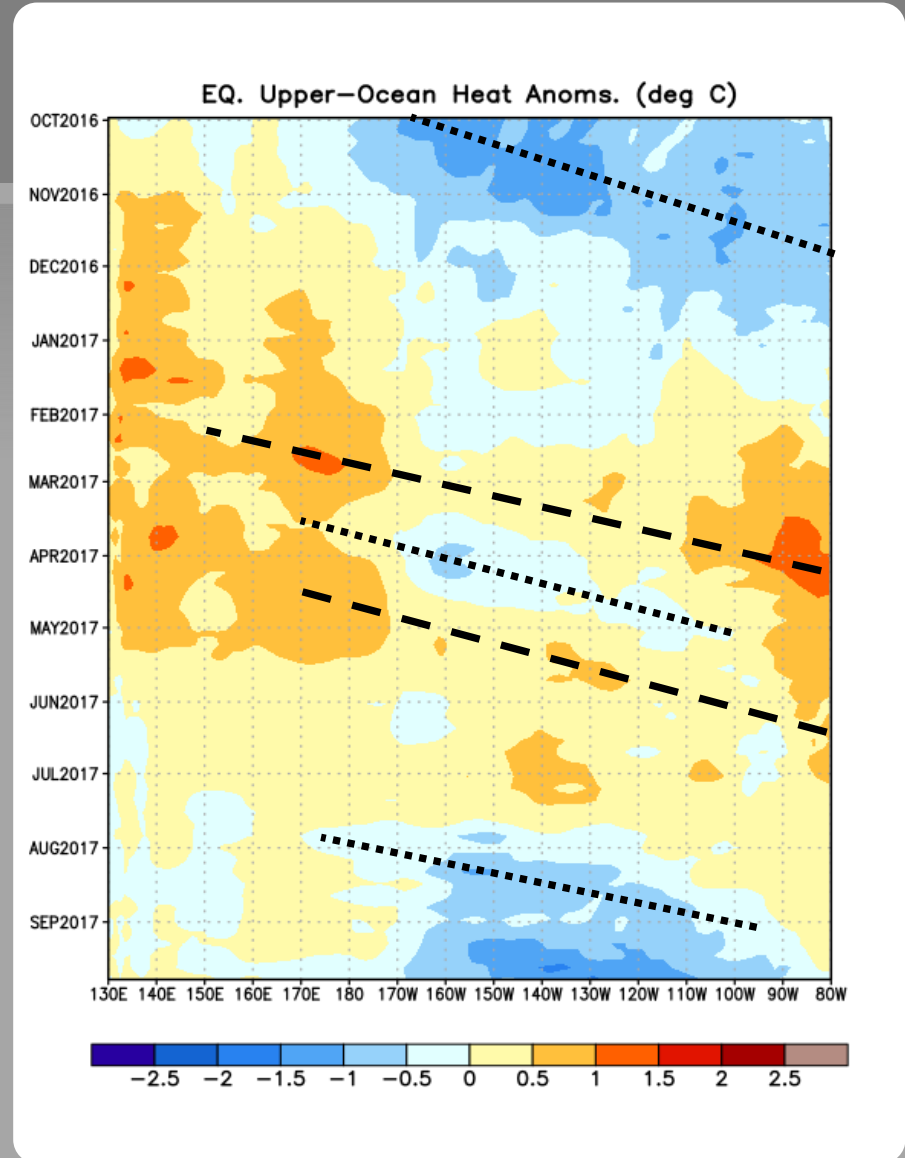 EQ. Upper-Ocean Heat Anoms. (deg C)
OCT2016
NOV2016
DEC2016
JAN2017
FEB2017
MAR2017
APR2017
MAY2017
JUN2017
JUL2017
AUG2017
SEP2017
130E 140E 150E 160E 170E 180 170W 160W 150W 140W 130W 120W 110W 100W 90W 80W
-2.5 -2 -1.5 -1 -0.5 0 0.5 1 1.5 2 2.5